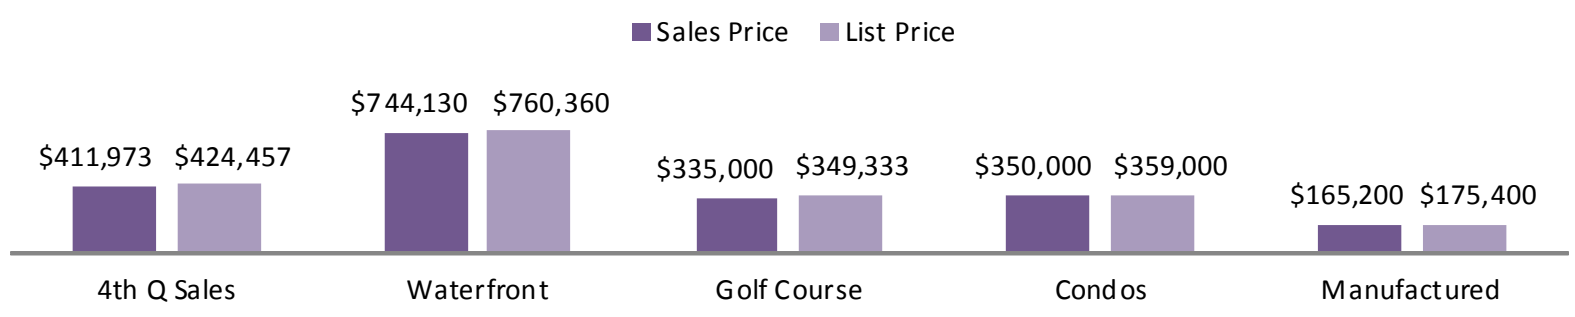 Sales Price List Price
$744,130 $760,360
$411,973 $424,457
$335,000 $349,333
$350,000 $359,000
$165,200 $175,400
4th Q Sales Waterfront Golf Course Condos Manufactured